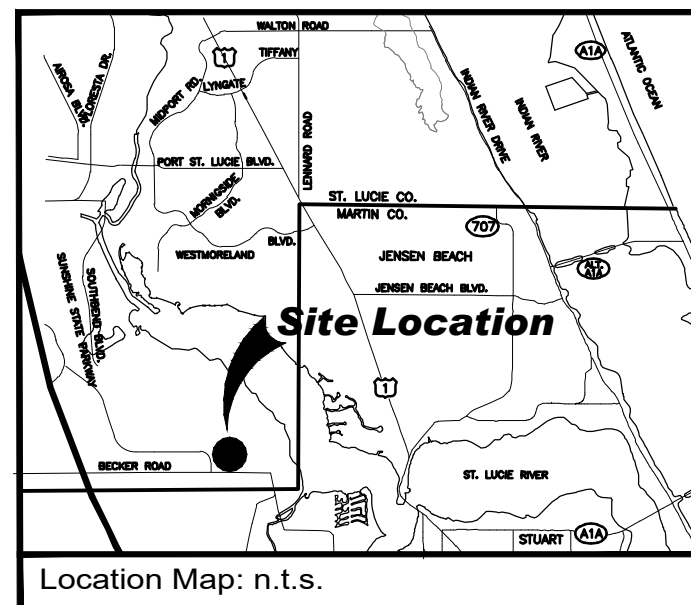 WALTON ROAD
TIFFANY
1
LYNGATE
MIDPORT RD.
AIROSA BLVD.
FLORESTA DR.
A1A
ATLANTIC OCEAN
INDIAN RIVER DRIVE
INDIAN RIVER
PORT ST. LUCIE BLVD.
LENNARD ROAD
MORNIGSIDE
BLVD.
ST. LUCIE CO.
MARTIN CO.
707
BLVD.
WESTMORELAND
JENSEN BEACH
ALT.
A1A
JENSEN BEACH BLVD.
SUNSHINE STATE PARKWAY
SOUTHBEND BLVD.
Site Location
1
BECKER ROAD
ST. LUCIE RIVER
STUART
A1A
Location Map: n.t.s.